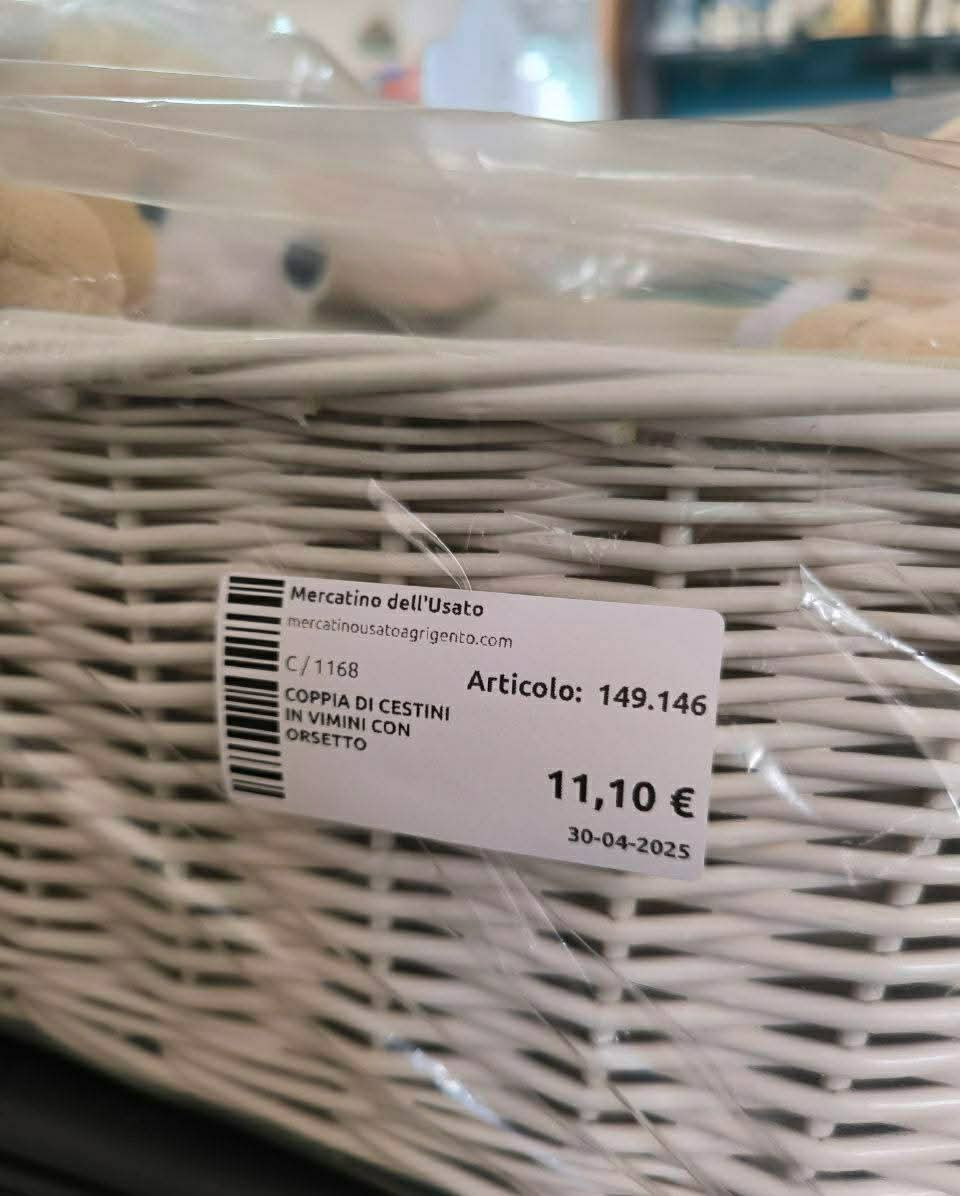 Mercatino dell'Usato
mercatinousatoagrigento.com
C/1168
Articolo: 149.146
COPPIA DI CESTINI
IN VIMINI CON
ORSETTO
11,10 €
30-04-2025